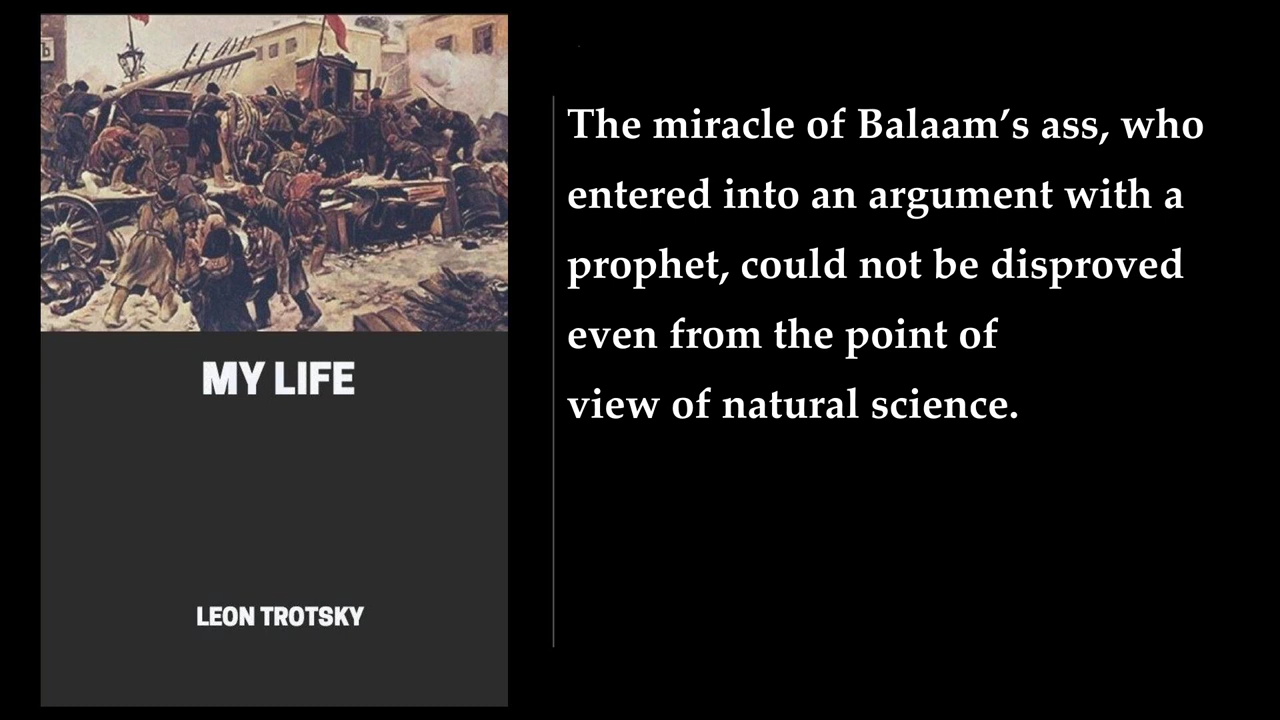 MY LIFE
LEON TROTSKY
The miracle of Balaam’s ass, who
entered into an argument with a
prophet, could not be disproved
even from the point of
view of natural science.